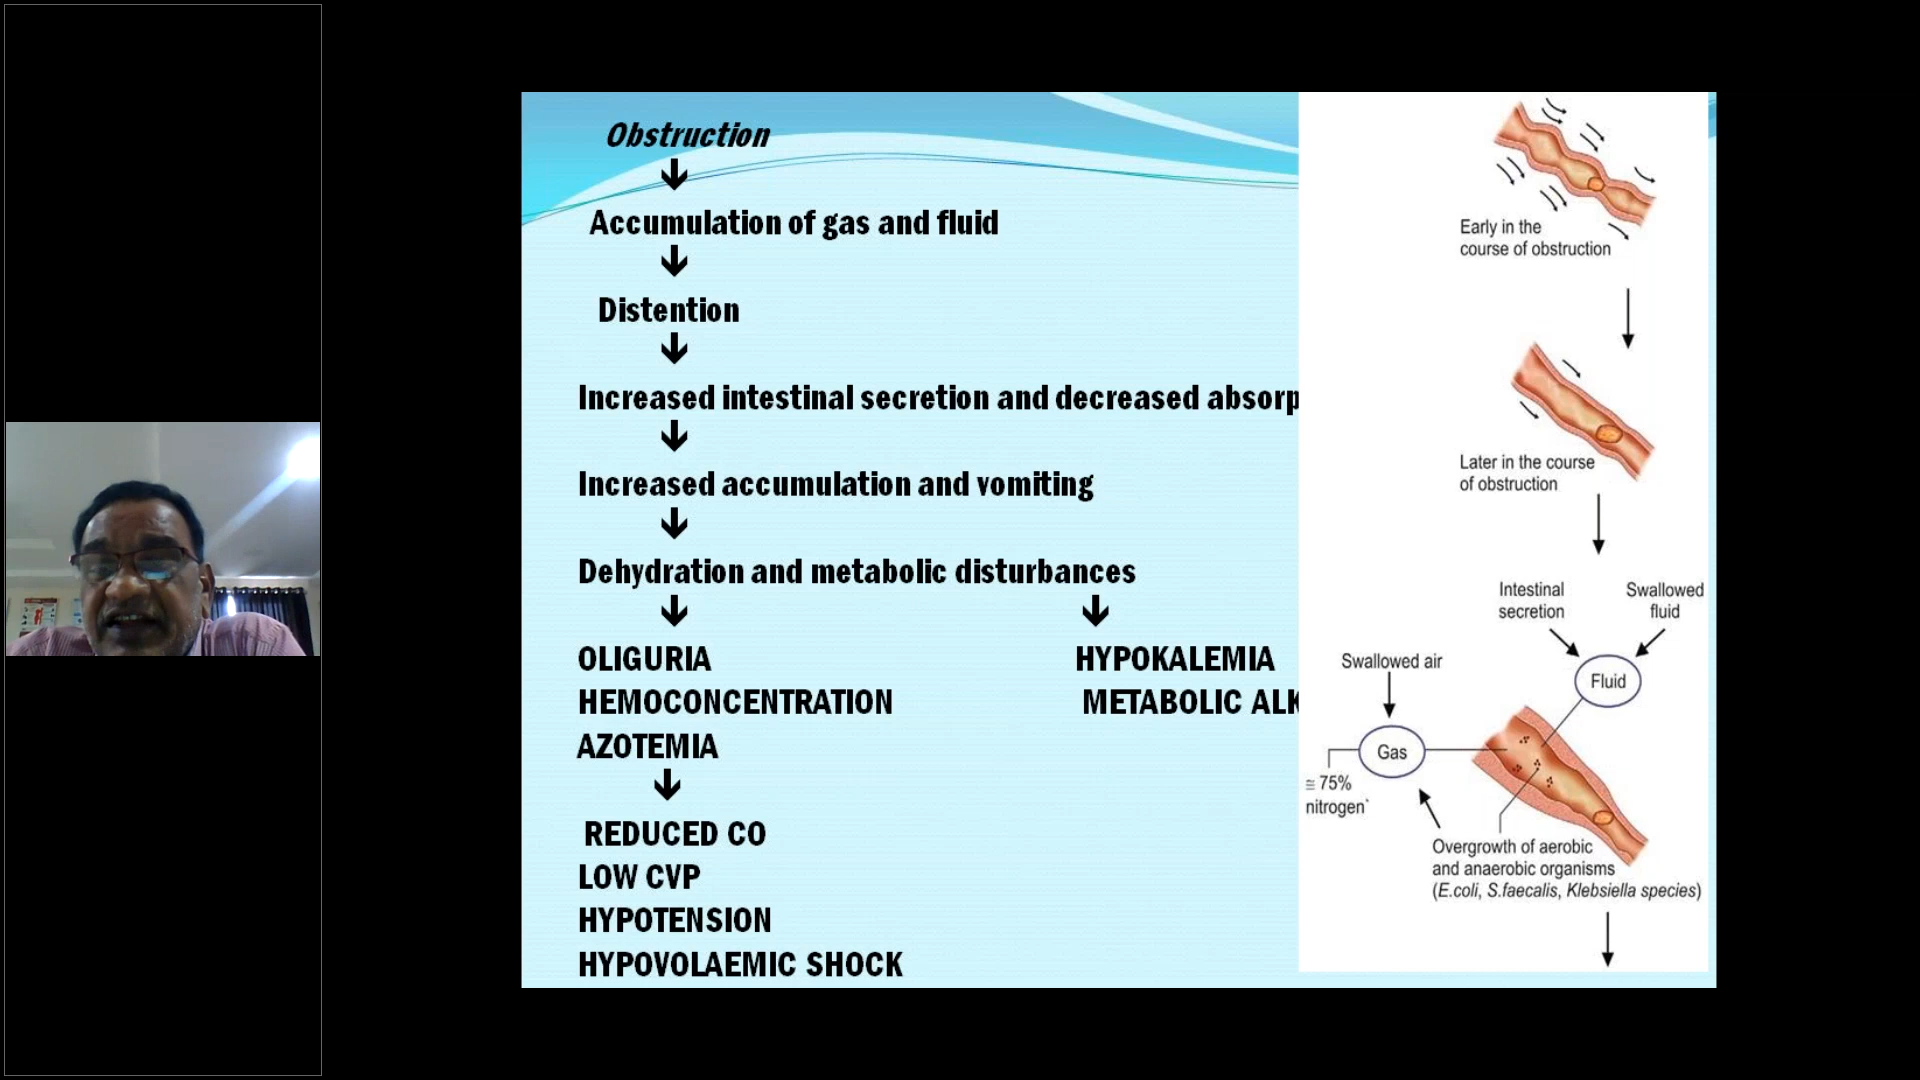 Obstruction
Accumulation of gas and fluid
Distention
Increased intestinal secretion and decreased absorp
Increased accumulation and vomiting
Dehydration and metabolic disturbances
OLIGURIA
HYPOKALEMIA
HEMOCONCENTRATION
METABOLIC ALK
AZOTEMIA
REDUCED CO
LOW CVP
HYPOTENSION
HYPOVOLAEMIC SHOCK
Early in the
course of obstruction
Later in the course
of obstruction
Intestinal
secretion
Swallowed
fluid
Fluid
Swallowed air
Gas
≅ 75%
nitrogen`
Overgrowth of aerobic
and anaerobic organisms
(E.coli, S.faecalis, Klebsiella species)